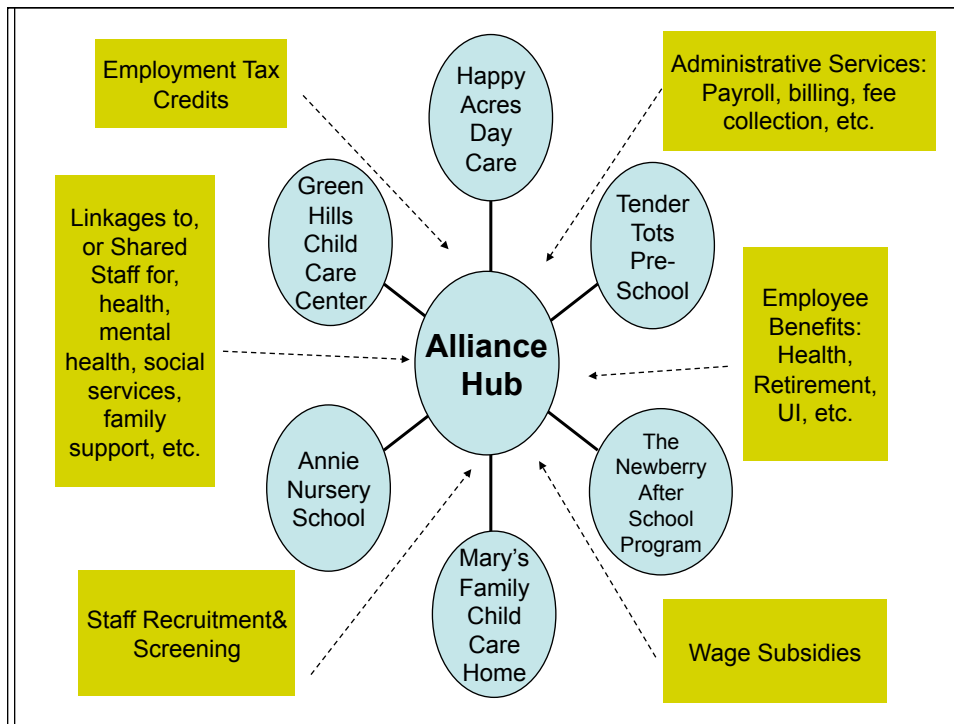 Employment Tax
Credits
Happy
Acres
Day
Care
Administrative Services:
Payroll, billing, fee
collection, etc.
Green
Hills
Child
Care
Center
Tender
Tots
Pre-
School
Linkages to,
or Shared
Staff for,
health,
mental
health, social
services,
family
support, etc.
Alliance
Hub
Employee
Benefits:
Health,
Retirement,
UI, etc.
Annie
Nursery
School
The
Newberry
After
School
Program
Mary’s
Family
Child
Care
Home
Staff Recruitment&
Screening
Wage Subsidies